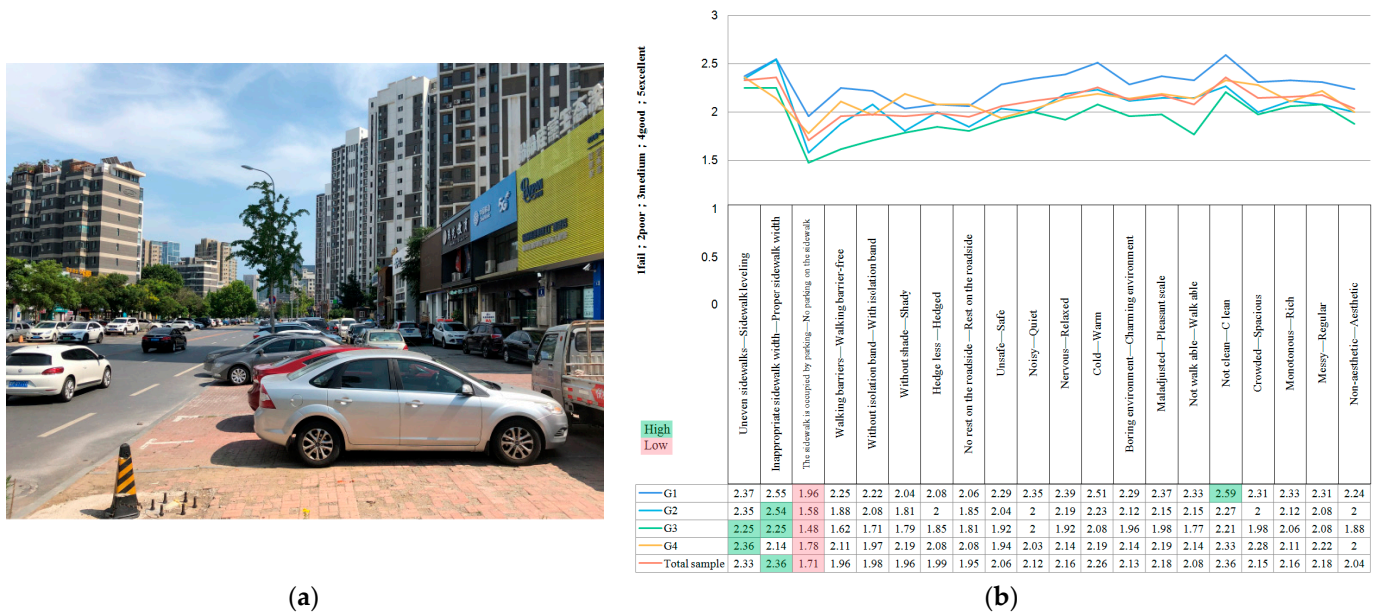 5G
3
2.5
2
1.5
1
0.5
0
1fail；2poor；3medium；4good；5excellent
High
Low
Uneven sidewalks—Sidewalk leveling
Inappropriate sidewalk width—Proper sidewalk width
The sidewalk is occupied by parking—No parking on the sidewalk
Walking barriers—Walking barrier-free
Without isolation band—With isolation band
Without shade—Shady
Hedge less—Hedged
No rest on the roadside—Rest on the roadside
Unsafe—Safe
Noisy—Quiet
Nervous—Relaxed
Cold—Warm
Boring environment—Charming environment
Maladjusted—Pleasant scale
Not walk able—Walk able
Not clean—C lean
Crowded—Spacious
Monotonous—Rich
Messy—Regular
Non-aesthetic—Aesthetic
G1 2.37 2.55 1.96 2.25 2.22 2.04 2.08 2.06 2.29 2.35 2.39 2.51 2.29 2.37 2.33 2.59 2.31 2.33 2.31 2.24
G2 2.35 2.54 1.58 1.88 2.08 1.81 2 1.85 2.04 2 2.19 2.23 2.12 2.15 2.15 2.27 2 2.12 2.08 2
G3 2.25 2.25 1.48 1.62 1.71 1.79 1.85 1.81 1.92 2 1.92 2.08 1.96 1.98 1.77 2.21 1.98 2.06 2.08 1.88
G4 2.36 2.14 1.78 2.11 1.97 2.19 2.08 2.08 1.94 2.03 2.14 2.19 2.14 2.19 2.14 2.33 2.28 2.11 2.22 2
Total sample 2.33 2.36 1.71 1.96 1.98 1.96 1.99 1.95 2.06 2.12 2.16 2.26 2.13 2.18 2.08 2.36 2.15 2.16 2.18 2.04
(a)
(b)